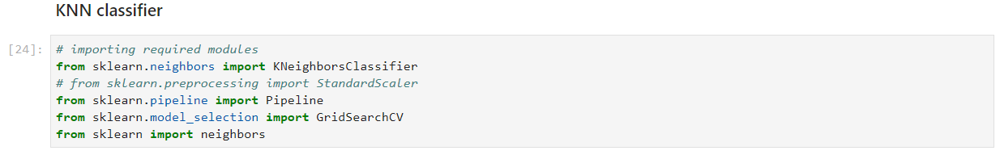 KNN classifier
[24]:
# importing required modules
from sklearn.neighbors import KNeighborsClassifier
# from sklearn.preprocessing import StandardScaler
from sklearn.pipeline import Pipeline
from sklearn.model_selection import GridSearchCV
from sklearn import neighbors